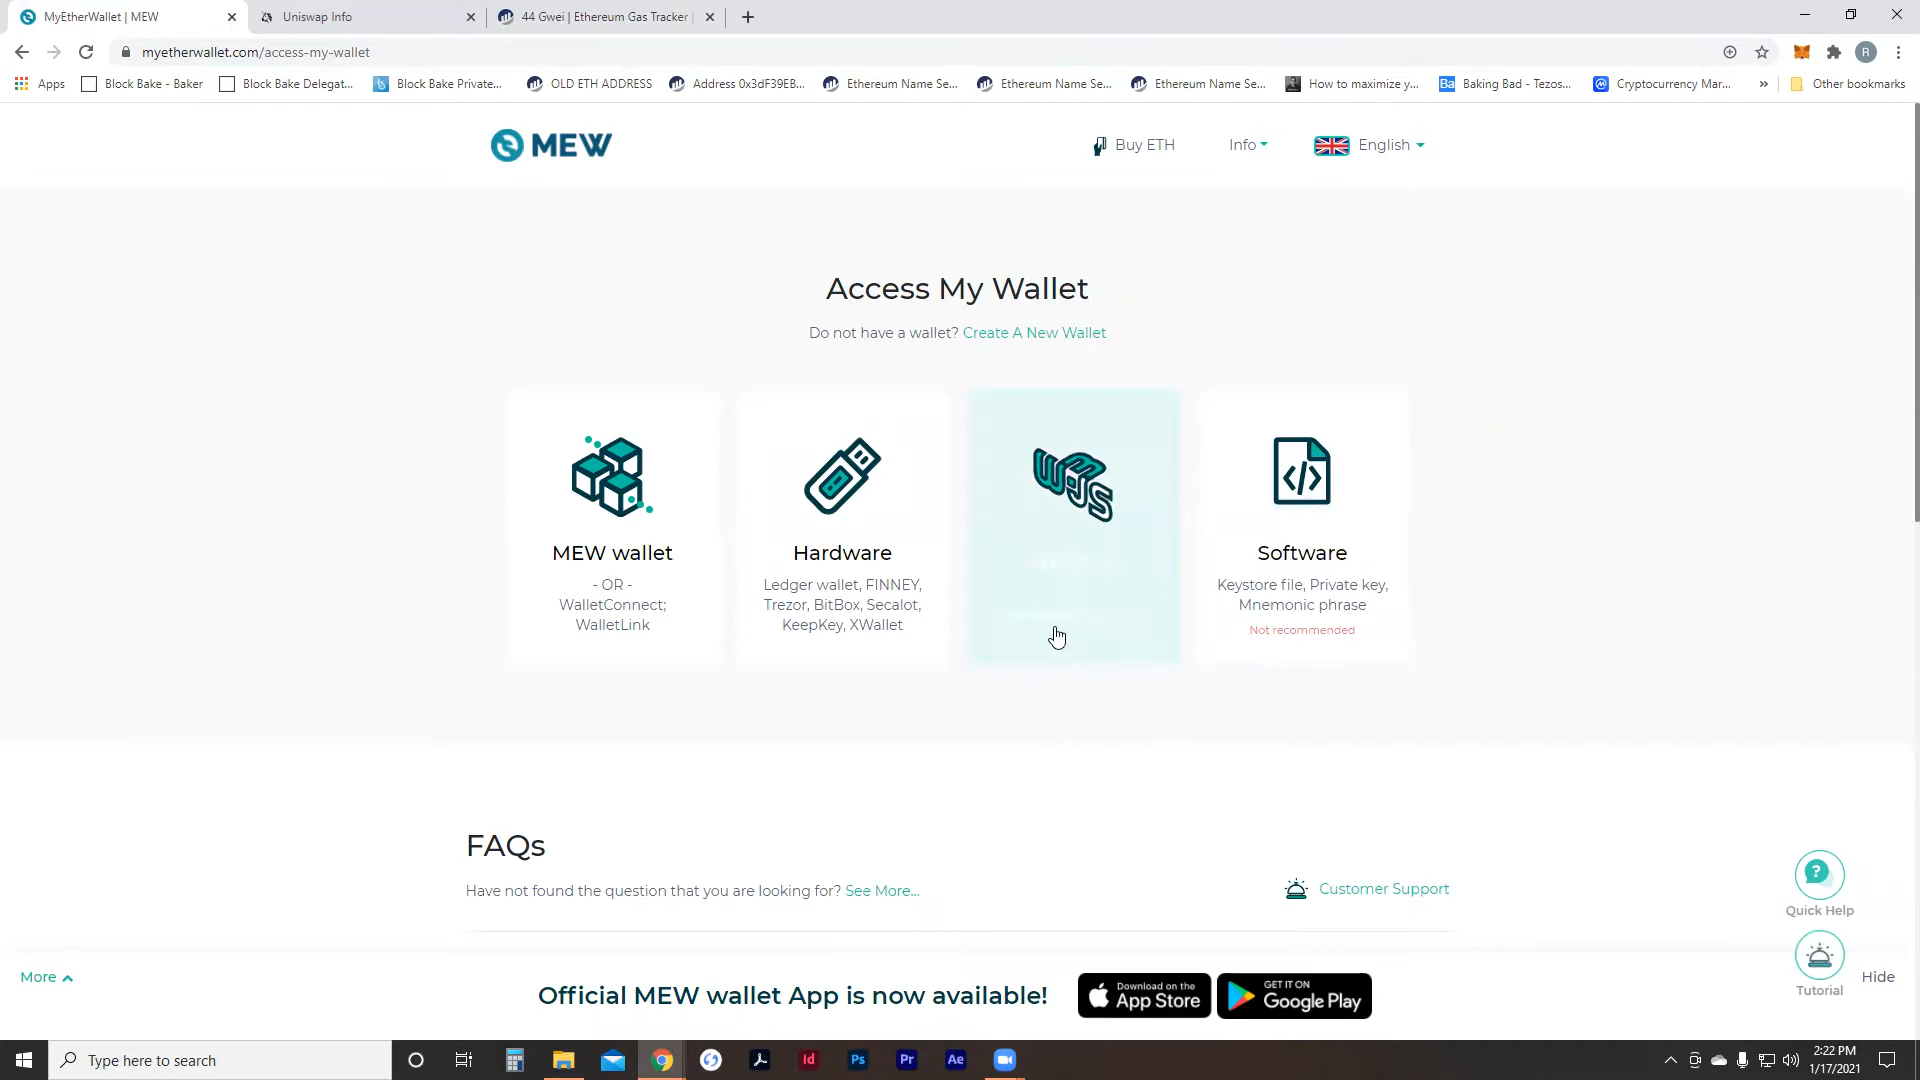 MyEtherWallet | MEW
Uniswap Info
44 Gwei | Ethereum Gas Tracker
myetherwallet.com/access-my-wallet
R
Apps
Block Bake - Baker
Block Bake Delegat...
Block Bake Private...
OLD ETH ADDRESS
Address 0x3dF39EB...
Ethereum Name Se...
Ethereum Name Se...
Ethereum Name Se...
How to maximize y...
Ba
Baking Bad - Tezos...
Cryptocurrency Mar...
»
Other bookmarks
MEW
Buy ETH
Info
English
Access My Wallet
Do not have a wallet? Create A New Wallet
MEW wallet
- OR -
WalletConnect;
WalletLink
Hardware
Ledger wallet, FINNEY,
Trezor, BitBox, Secalot,
KeepKey, XWallet
Software
Keystore file, Private key,
Mnemonic phrase
Not recommended
FAQs
Have not found the question that you are looking for? See More...
Customer Support
Quick Help
Tutorial
Hide
More
Official MEW wallet App is now available!
Download on the
App Store
GET IT ON
Google Play
Type here to search
Id
Ps
Pr
Ae
2:22 PM
1/17/2021